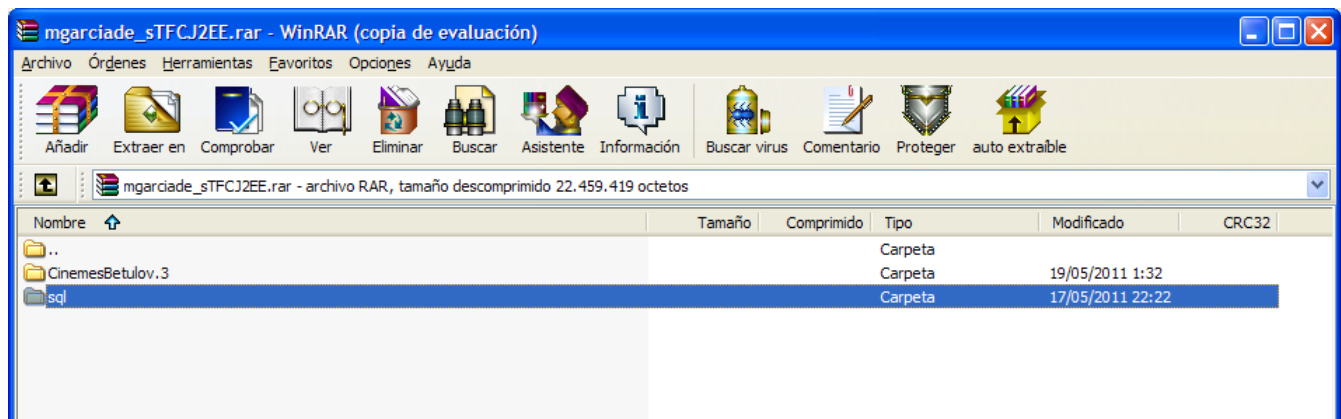 mgarciade_sTFCJ2EE.rar - WinRAR (copia de evaluación)
Archivo Órdenes Herramientas Favoritos Opciones Ayuda
Añadir Extraer en Comprobar Ver Eliminar Buscar Asistente Información Buscar virus Comentario Proteger auto extraíble
mgarciade_sTFCJ2EE.rar - archivo RAR, tamaño descomprimido 22.459.419 octetos
Nombre Tamaño Comprimido Tipo Modificado CRC32
.. Carpeta
CinemesBetulov.3 Carpeta 19/05/2011 1:32
sql Carpeta 17/05/2011 22:22